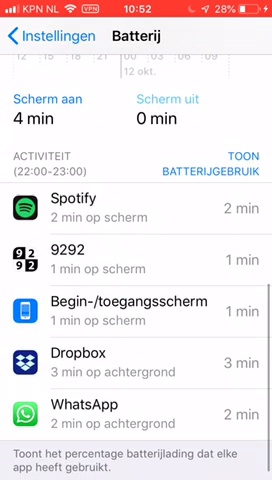 KPN NL VPN 10:52 28%
Instellingen Batterij
12 15 18 21 00 03 06 09
12 okt.
Scherm aan Scherm uit
4 min 0 min
ACTIVITEIT TOON
(22:00-23:00) BATTERIJGEBRUIK
Spotify
2 min op scherm 2 min
9292
1 min op scherm 1 min
Begin-/toegangsscherm
1 min op scherm 1 min
Dropbox
3 min op achtergrond 3 min
WhatsApp
2 min op achtergrond 2 min
Toont het percentage batterijlading dat elke
app heeft gebruikt.